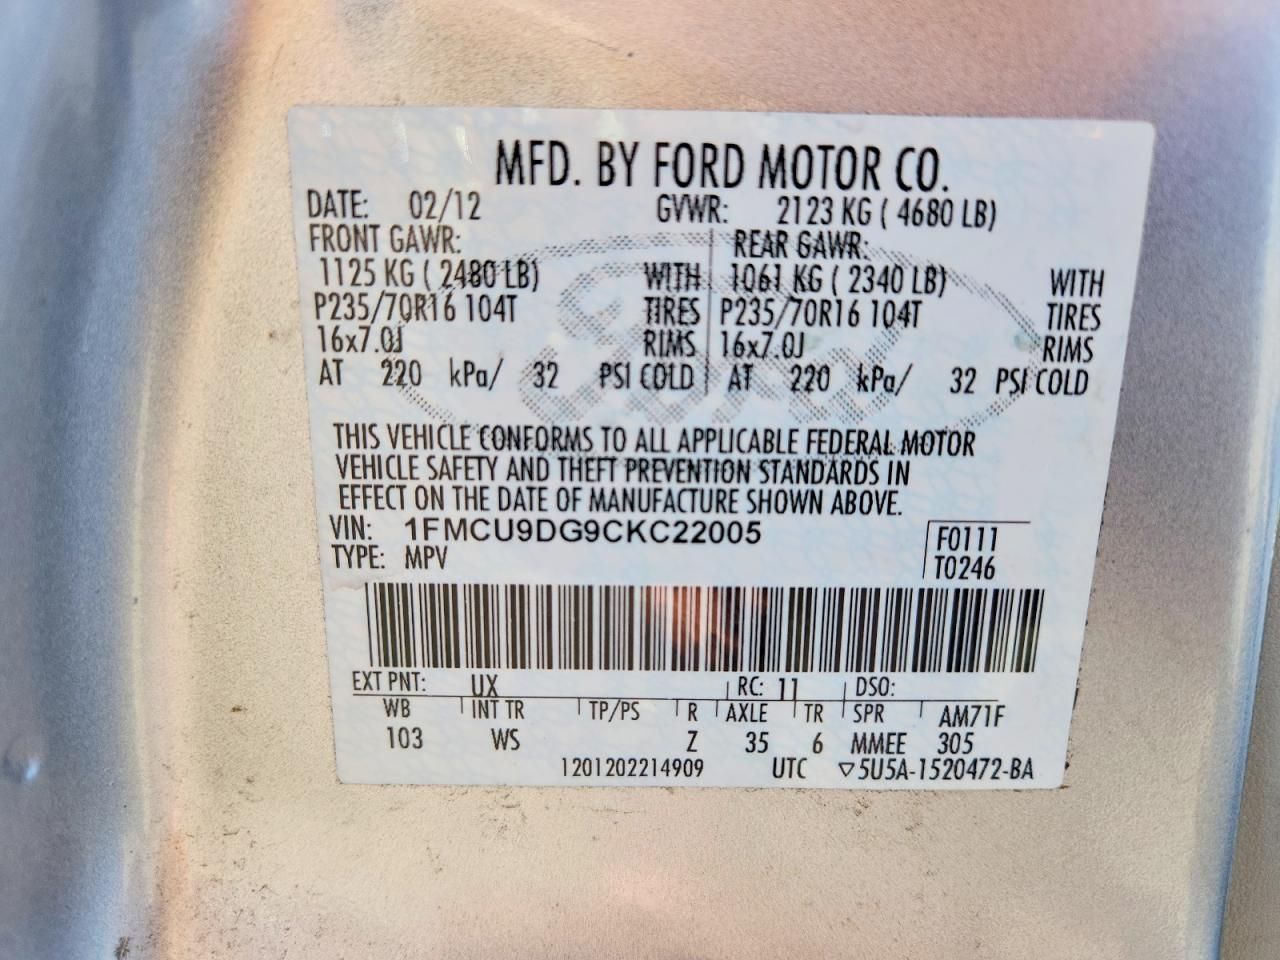 MFD. BY FORD MOTOR CO.
DATE: 02/12 GVWR: 2123 KG ( 4680 LB)
FRONT GAWR: REAR GAWR:
1125 KG ( 2480 LB) WITH 1061 KG ( 2340 LB) WITH
P235/70R16 104T TIRES P235/70R16 104T TIRES
16x7.0J RIMS 16x7.0J RIMS
AT 220 kPa/ 32 PSI COLD AT 220 kPa/ 32 PSI COLD
Ford
THIS VEHICLE CONFORMS TO ALL APPLICABLE FEDERAL MOTOR
VEHICLE SAFETY AND THEFT PREVENTION STANDARDS IN
EFFECT ON THE DATE OF MANUFACTURE SHOWN ABOVE.
VIN: 1FMCU9DG9CKC22005 F0111
TYPE: MPV T0246
EXT PNT: UX RC: 11 DSO:
WB INT TR TP/PS R AXLE TR SPR AM71F
103 WS Z 35 6 MMEE 305
1201202214909 UTC ▽5U5A-1520472-BA